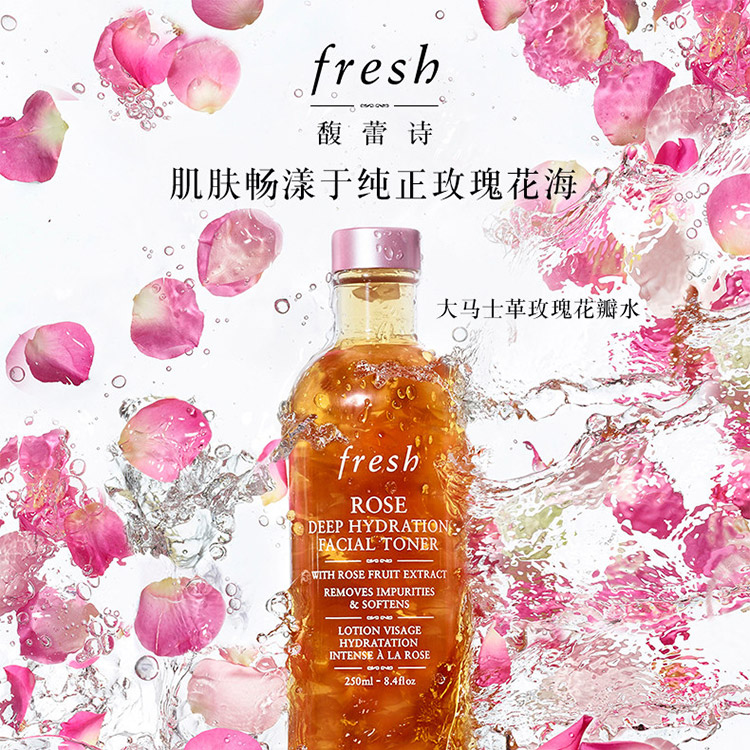 fresh
馥蕾诗
肌肤畅漾于纯正玫瑰花海
大马士革玫瑰花瓣水
fresh
ROSE
DEEP HYDRATION
FACIAL TONER
WITH ROSE FRUIT EXTRACT
REMOVES IMPURITIES
& SOFTENS
LOTION VISAGE
HYDRATATION
INTENSE À LA ROSE
250ml - 8.4floz